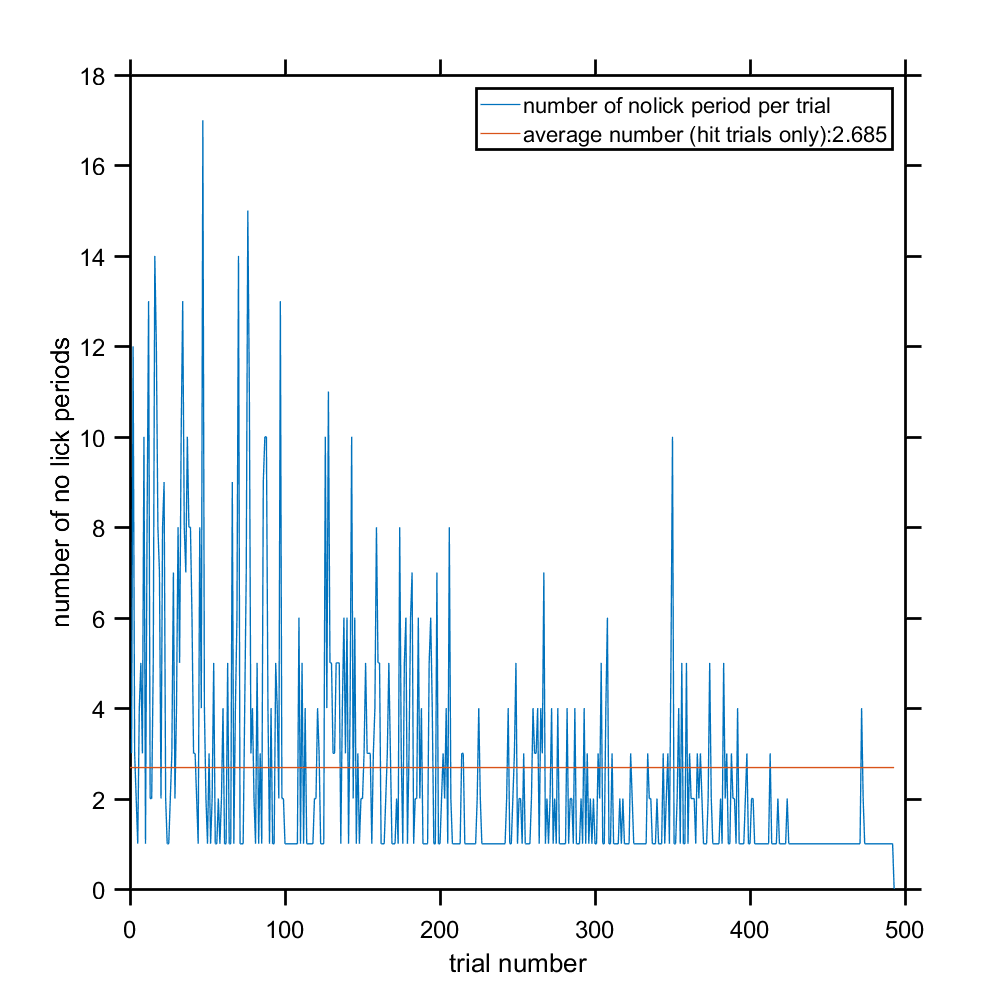 18
16
14
12
10
8
6
4
2
0
number of no lick periods
number of nolick period per trial
average number (hit trials only):2.685
0 100 200 300 400 500
trial number